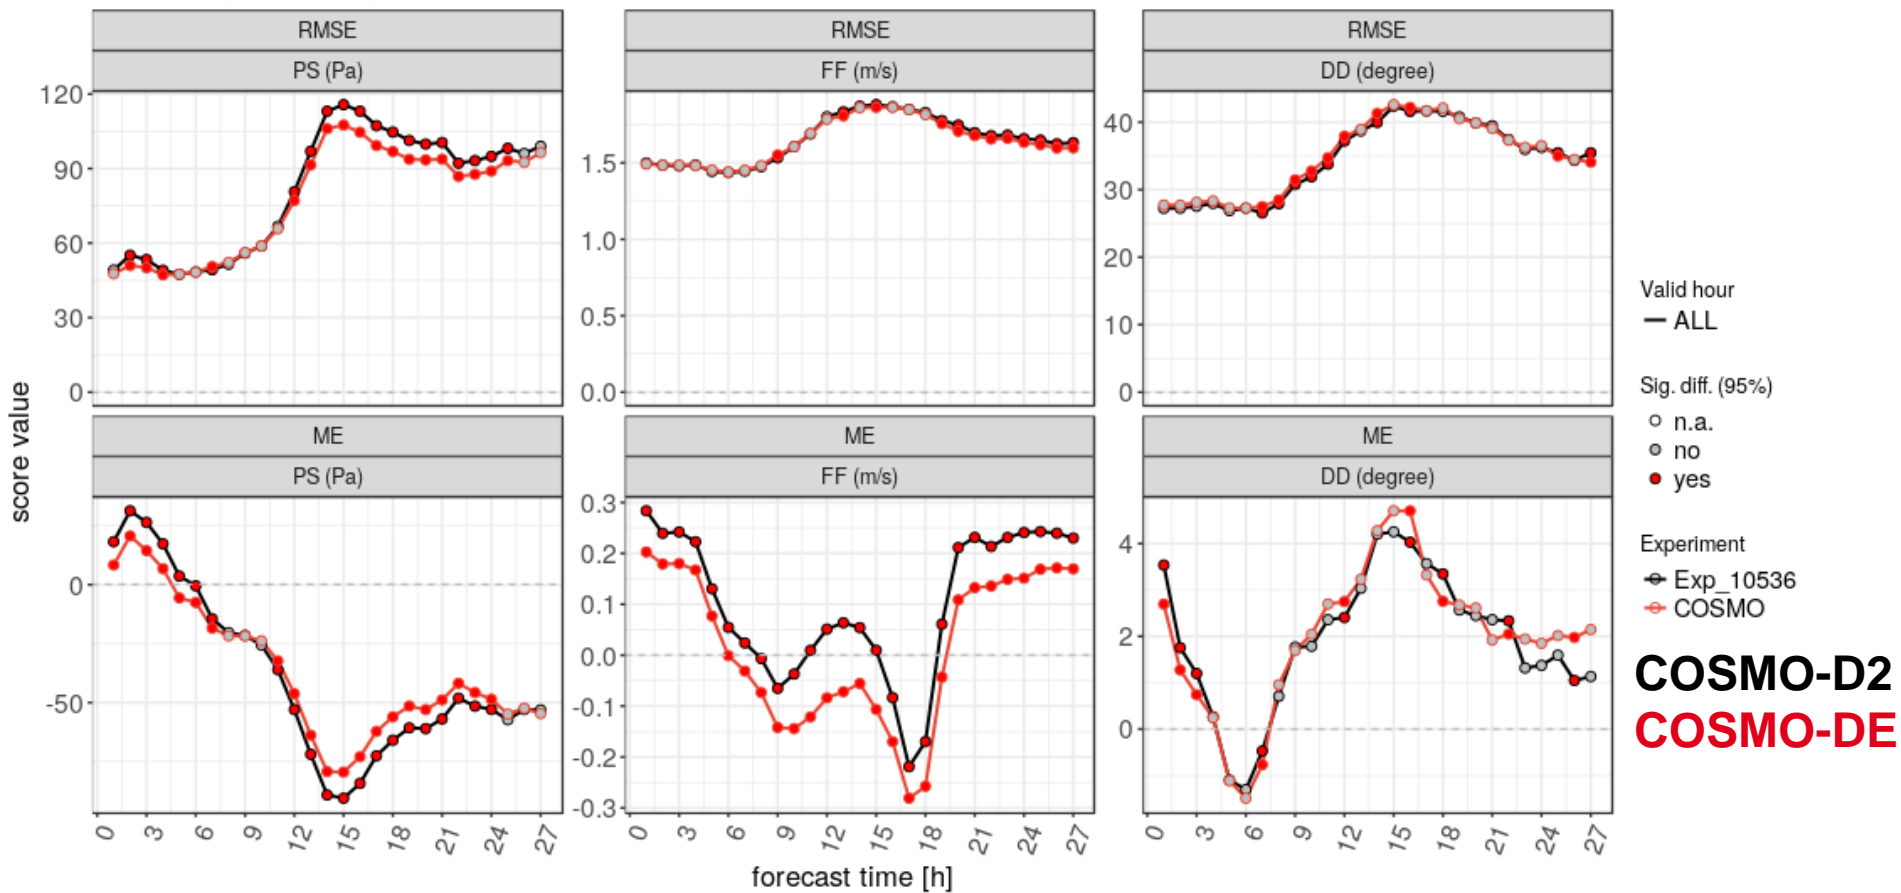 RMSE
PS (Pa)
RMSE
FF (m/s)
RMSE
DD (degree)
120
90
60
30
0
1.5
1.0
0.5
0.0
40
30
20
10
0
score value
ME
PS (Pa)
ME
FF (m/s)
ME
DD (degree)
0
-50
0.3
0.2
0.1
0.0
-0.1
-0.2
-0.3
4
2
0
0 3 6 9 12 15 18 21 24 27
0 3 6 9 12 15 18 21 24 27
0 3 6 9 12 15 18 21 24 27
forecast time [h]
Valid hour
ALL
Sig. diff. (95%)
n.a.
no
yes
Experiment
Exp_10536
COSMO
COSMO-D2
COSMO-DE